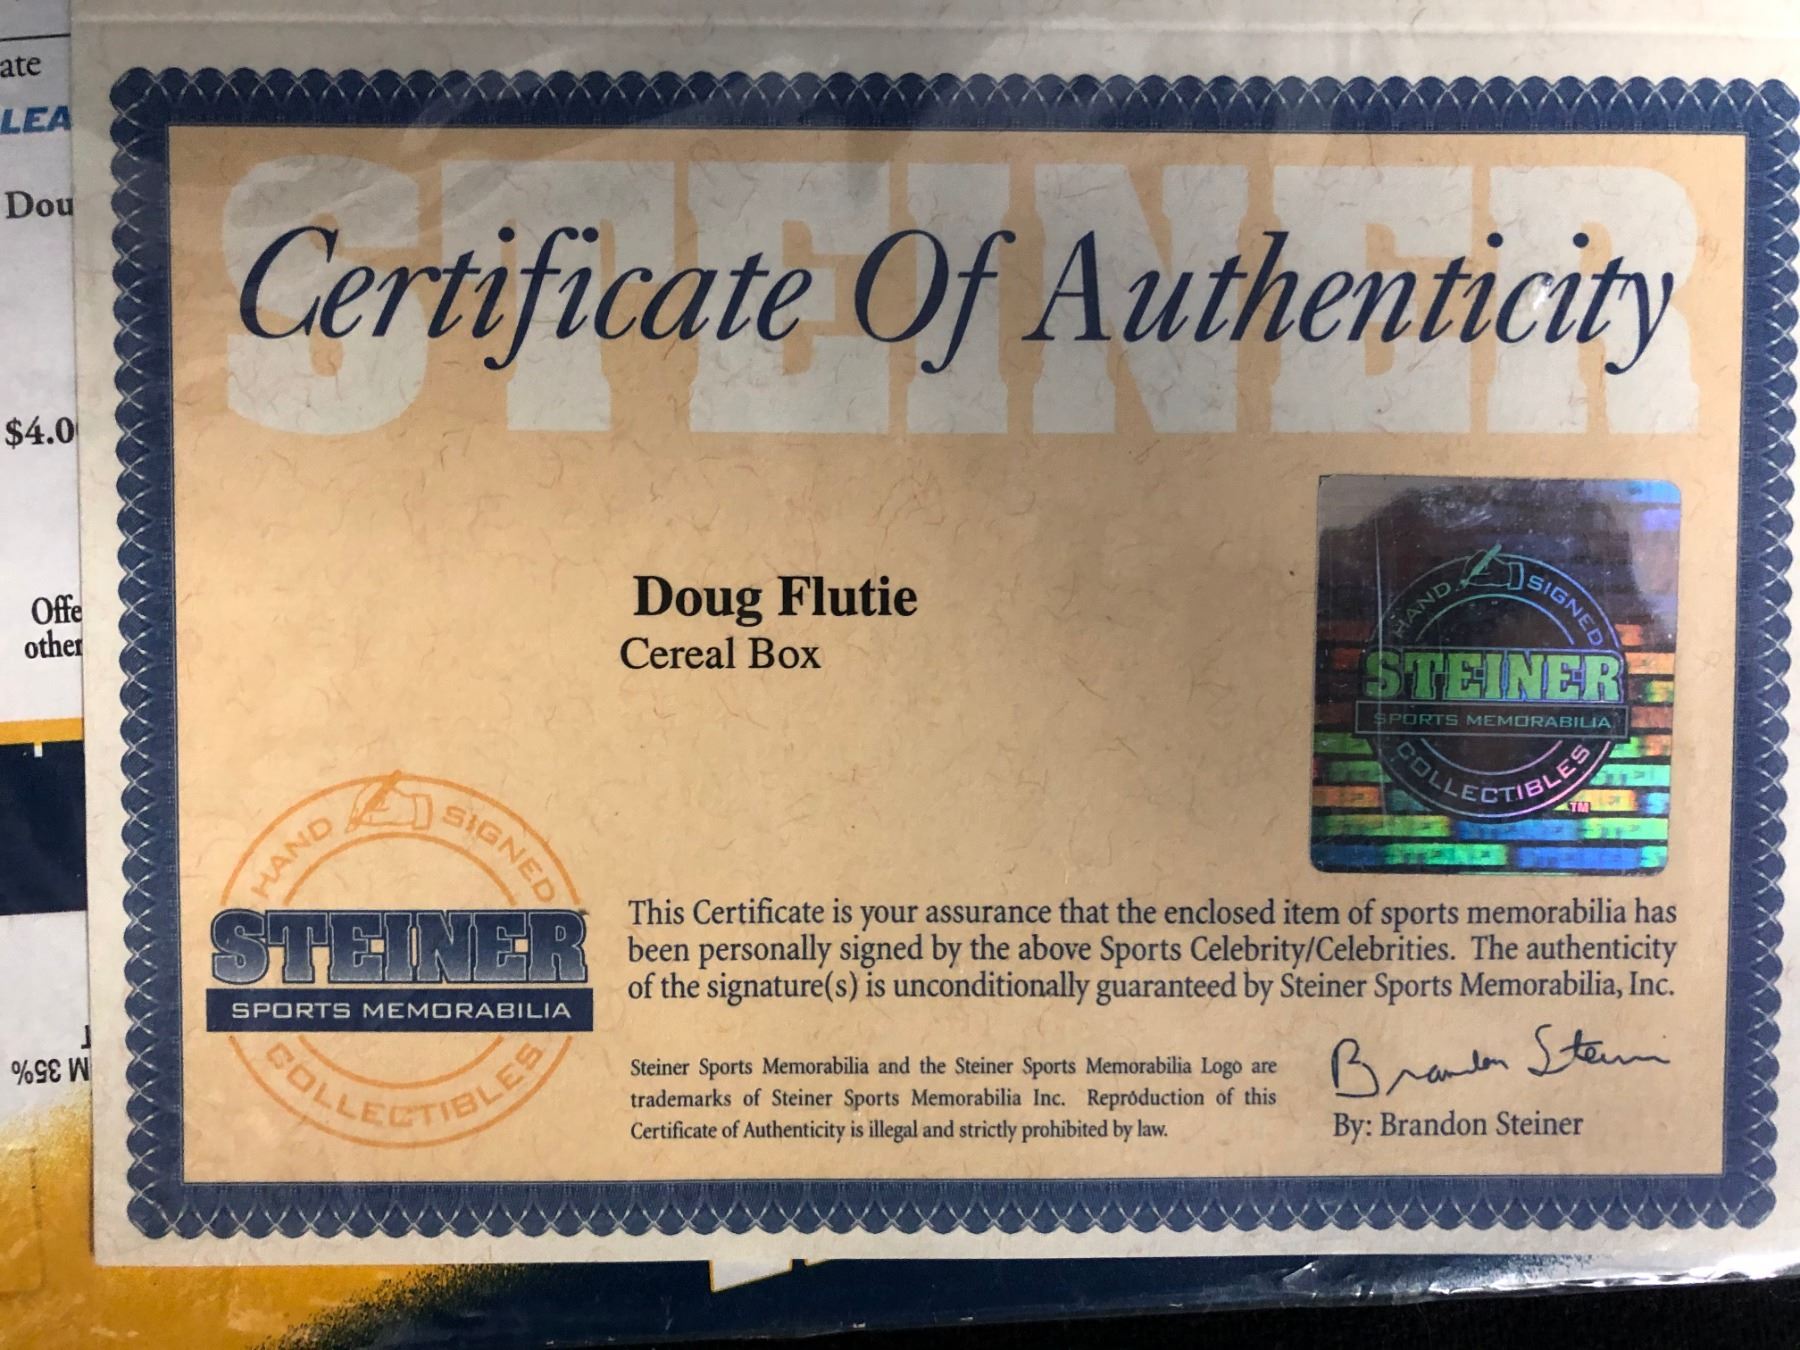 ate
LEA
Dou
$4.0
Offe
other
M 35%
STEINER
Certificate Of Authenticity
Doug Flutie
Cereal Box
HAND SIGNED
STEINER
SPORTS MEMORABILIA
COLLECTIBLES
TM
HAND SIGNED
STEINER
SPORTS MEMORABILIA
COLLECTIBLES
This Certificate is your assurance that the enclosed item of sports memorabilia has
been personally signed by the above Sports Celebrity/Celebrities. The authenticity
of the signature(s) is unconditionally guaranteed by Steiner Sports Memorabilia, Inc.
Steiner Sports Memorabilia and the Steiner Sports Memorabilia Logo are
trademarks of Steiner Sports Memorabilia Inc. Reproduction of this
Certificate of Authenticity is illegal and strictly prohibited by law.
Brandon Steiner
By: Brandon Steiner